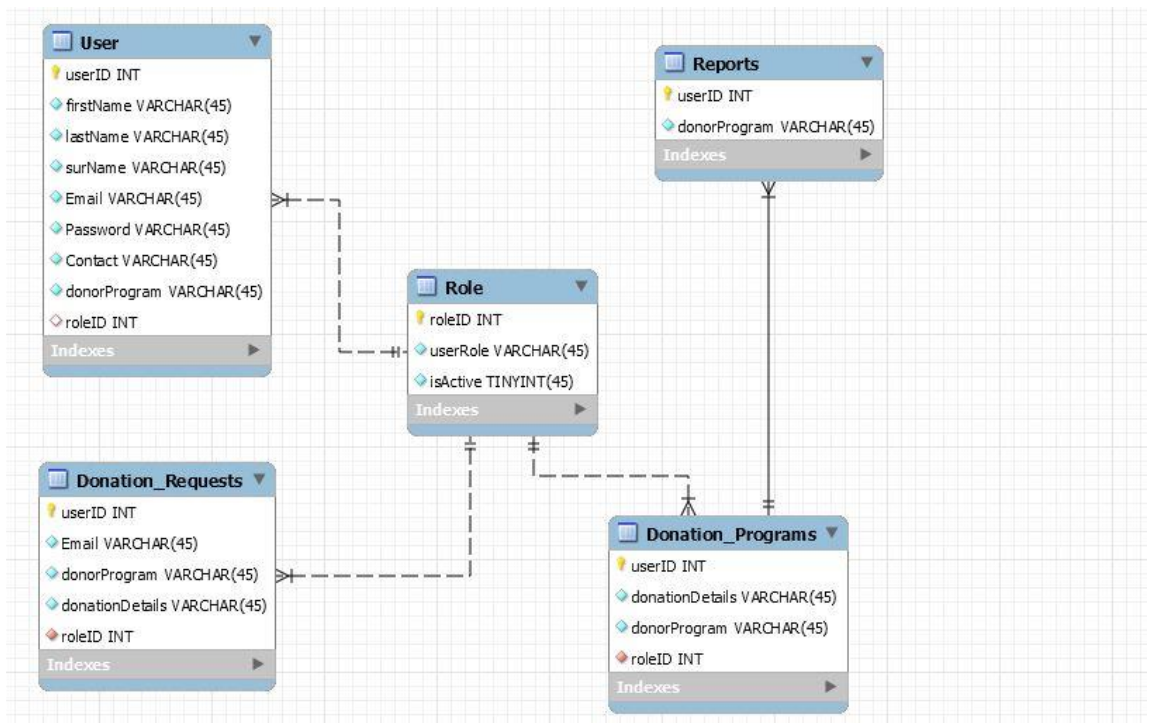 User
userID INT
firstName VARCHAR(45)
lastName VARCHAR(45)
surName VARCHAR(45)
Email VARCHAR(45)
Password VARCHAR(45)
Contact VARCHAR(45)
donorProgram VARCHAR(45)
roleID INT
Indexes
Reports
userID INT
donorProgram VARCHAR(45)
Indexes
Role
roleID INT
userRole VARCHAR(45)
isActive TINYINT(45)
Indexes
Donation_Requests
userID INT
Email VARCHAR(45)
donorProgram VARCHAR(45)
donationDetails VARCHAR(45)
roleID INT
Indexes
Donation_Programs
userID INT
donationDetails VARCHAR(45)
donorProgram VARCHAR(45)
roleID INT
Indexes